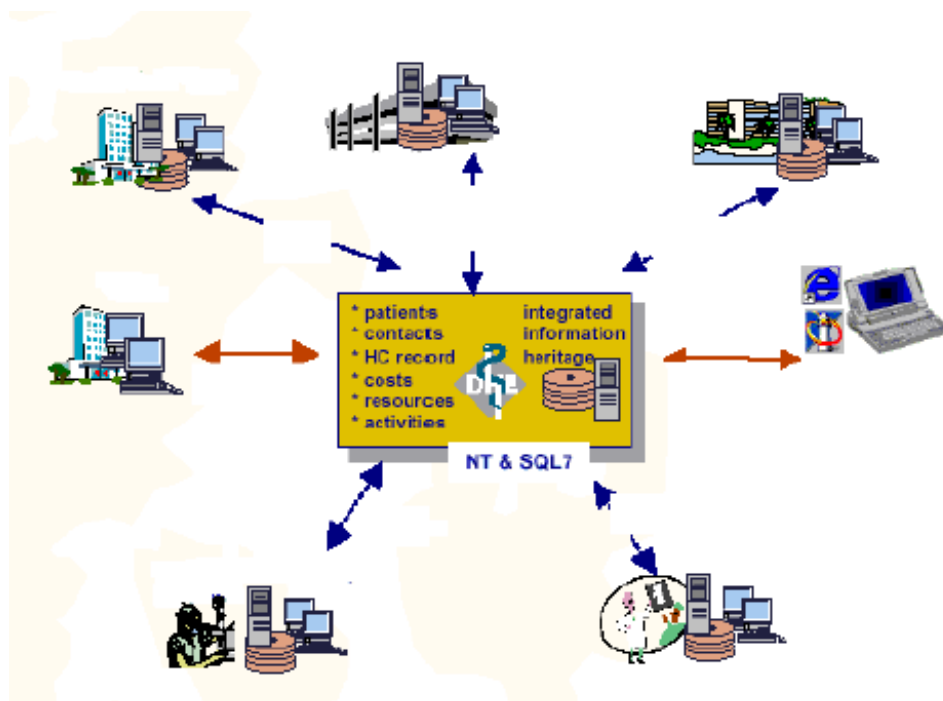 * patients
* contacts
* HC record
* costs
* resources
* activities
integrated
information
heritage
DHE
NT & SQL7